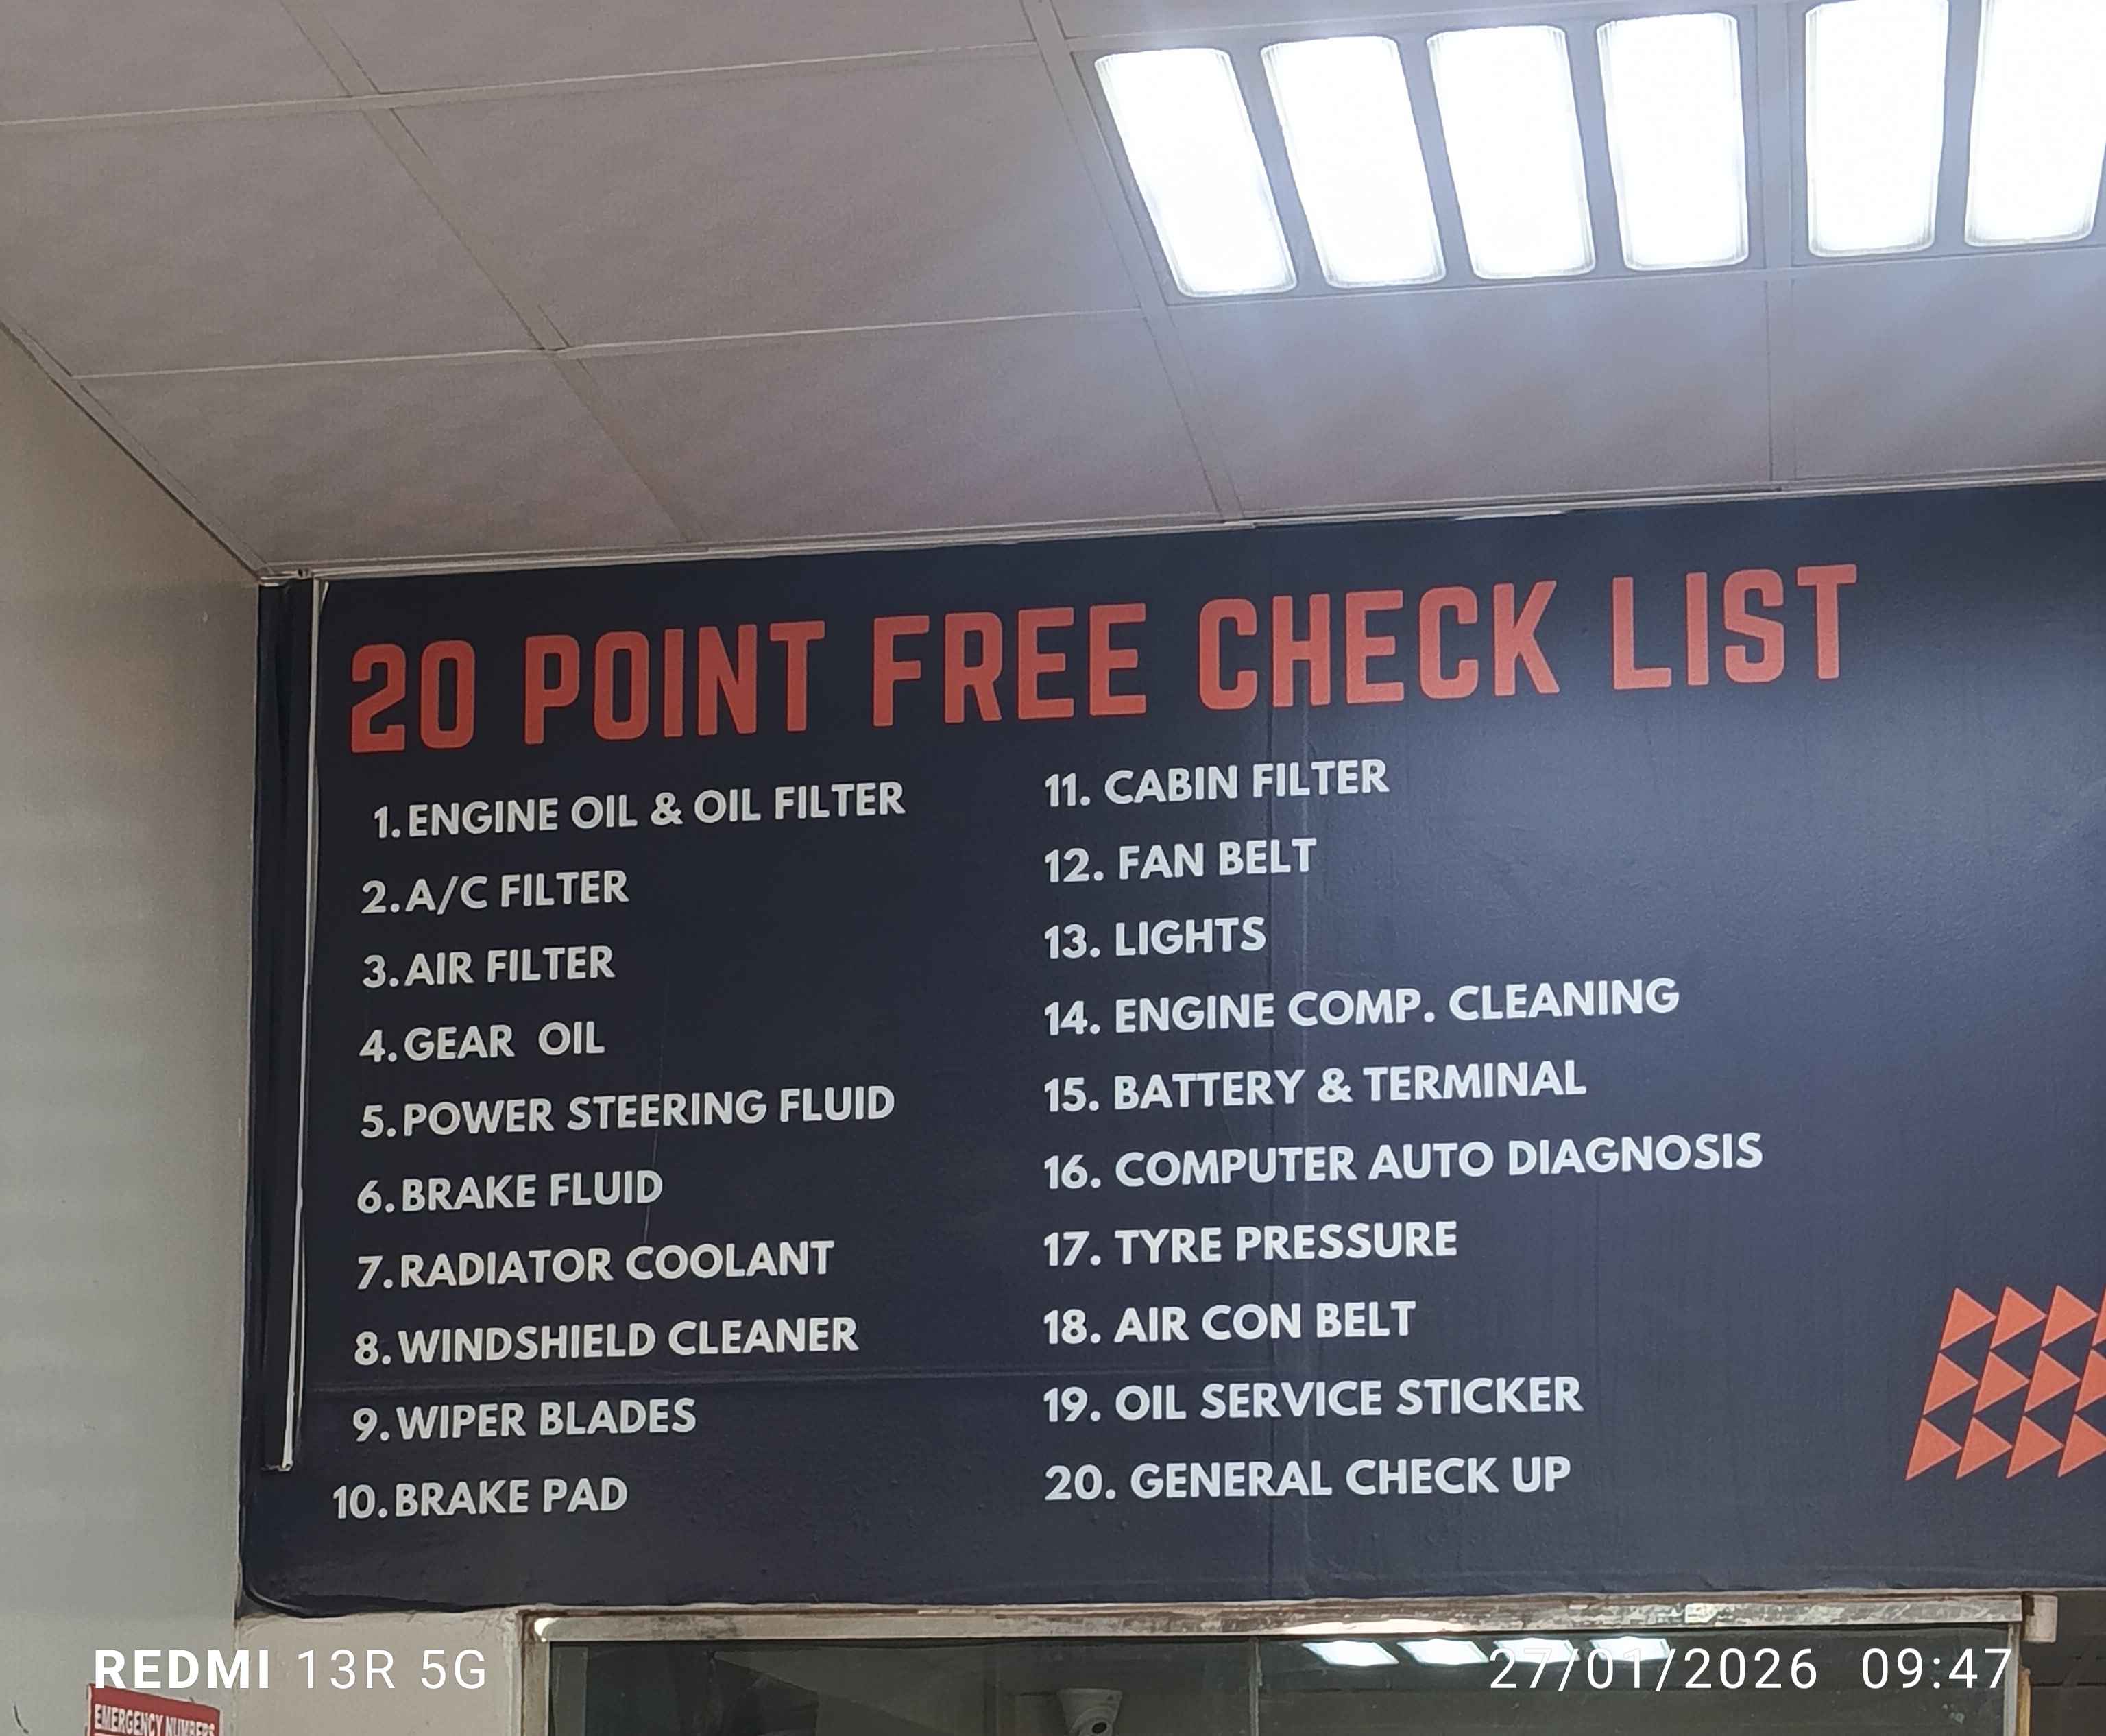 20 POINT FREE CHECK LIST
1. ENGINE OIL & OIL FILTER
2. A/C FILTER
3. AIR FILTER
4. GEAR OIL
5. POWER STEERING FLUID
6. BRAKE FLUID
7. RADIATOR COOLANT
8. WINDSHIELD CLEANER
9. WIPER BLADES
10. BRAKE PAD
11. CABIN FILTER
12. FAN BELT
13. LIGHTS
14. ENGINE COMP. CLEANING
15. BATTERY & TERMINAL
16. COMPUTER AUTO DIAGNOSIS
17. TYRE PRESSURE
18. AIR CON BELT
19. OIL SERVICE STICKER
20. GENERAL CHECK UP
REDMI 13R 5G
27/01/2026 09:47
EMERGENCY NUMBERS